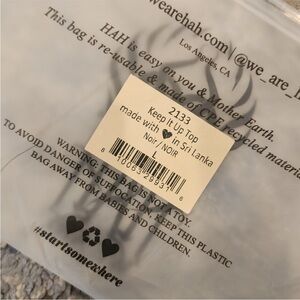 wearehah.com | @we_are_
Los Angeles, CA
HAH is easy on you & Mother Earth.
This bag is re-usable & made of CPE recycled materia
2133
Keep It Up Top
made with ♥ in Sri Lanka
Noir / NOIR
L
WARNING: THIS BAG IS NOT A TOY.
TO AVOID DANGER OF SUFFOCATION, KEEP THIS PLASTIC
BAG AWAY FROM BABIES AND CHILDREN.
#startsomewhere